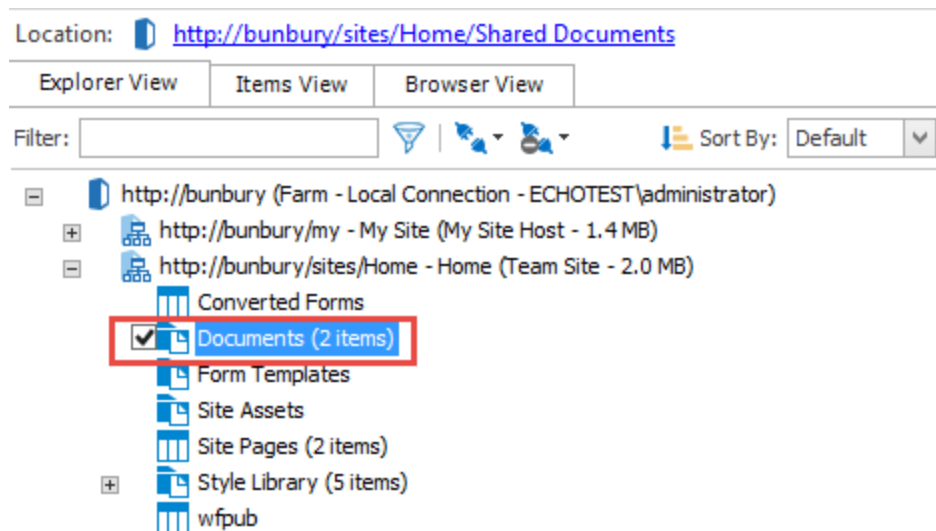 Location: http://bunbury/sites/Home/Shared Documents
Explorer View Items View Browser View
Filter: Sort By: Default
http://bunbury (Farm - Local Connection - ECHOTEST\administrator)
http://bunbury/my - My Site (My Site Host - 1.4 MB)
http://bunbury/sites/Home - Home (Team Site - 2.0 MB)
Converted Forms
Documents (2 items)
Form Templates
Site Assets
Site Pages (2 items)
Style Library (5 items)
wfpub